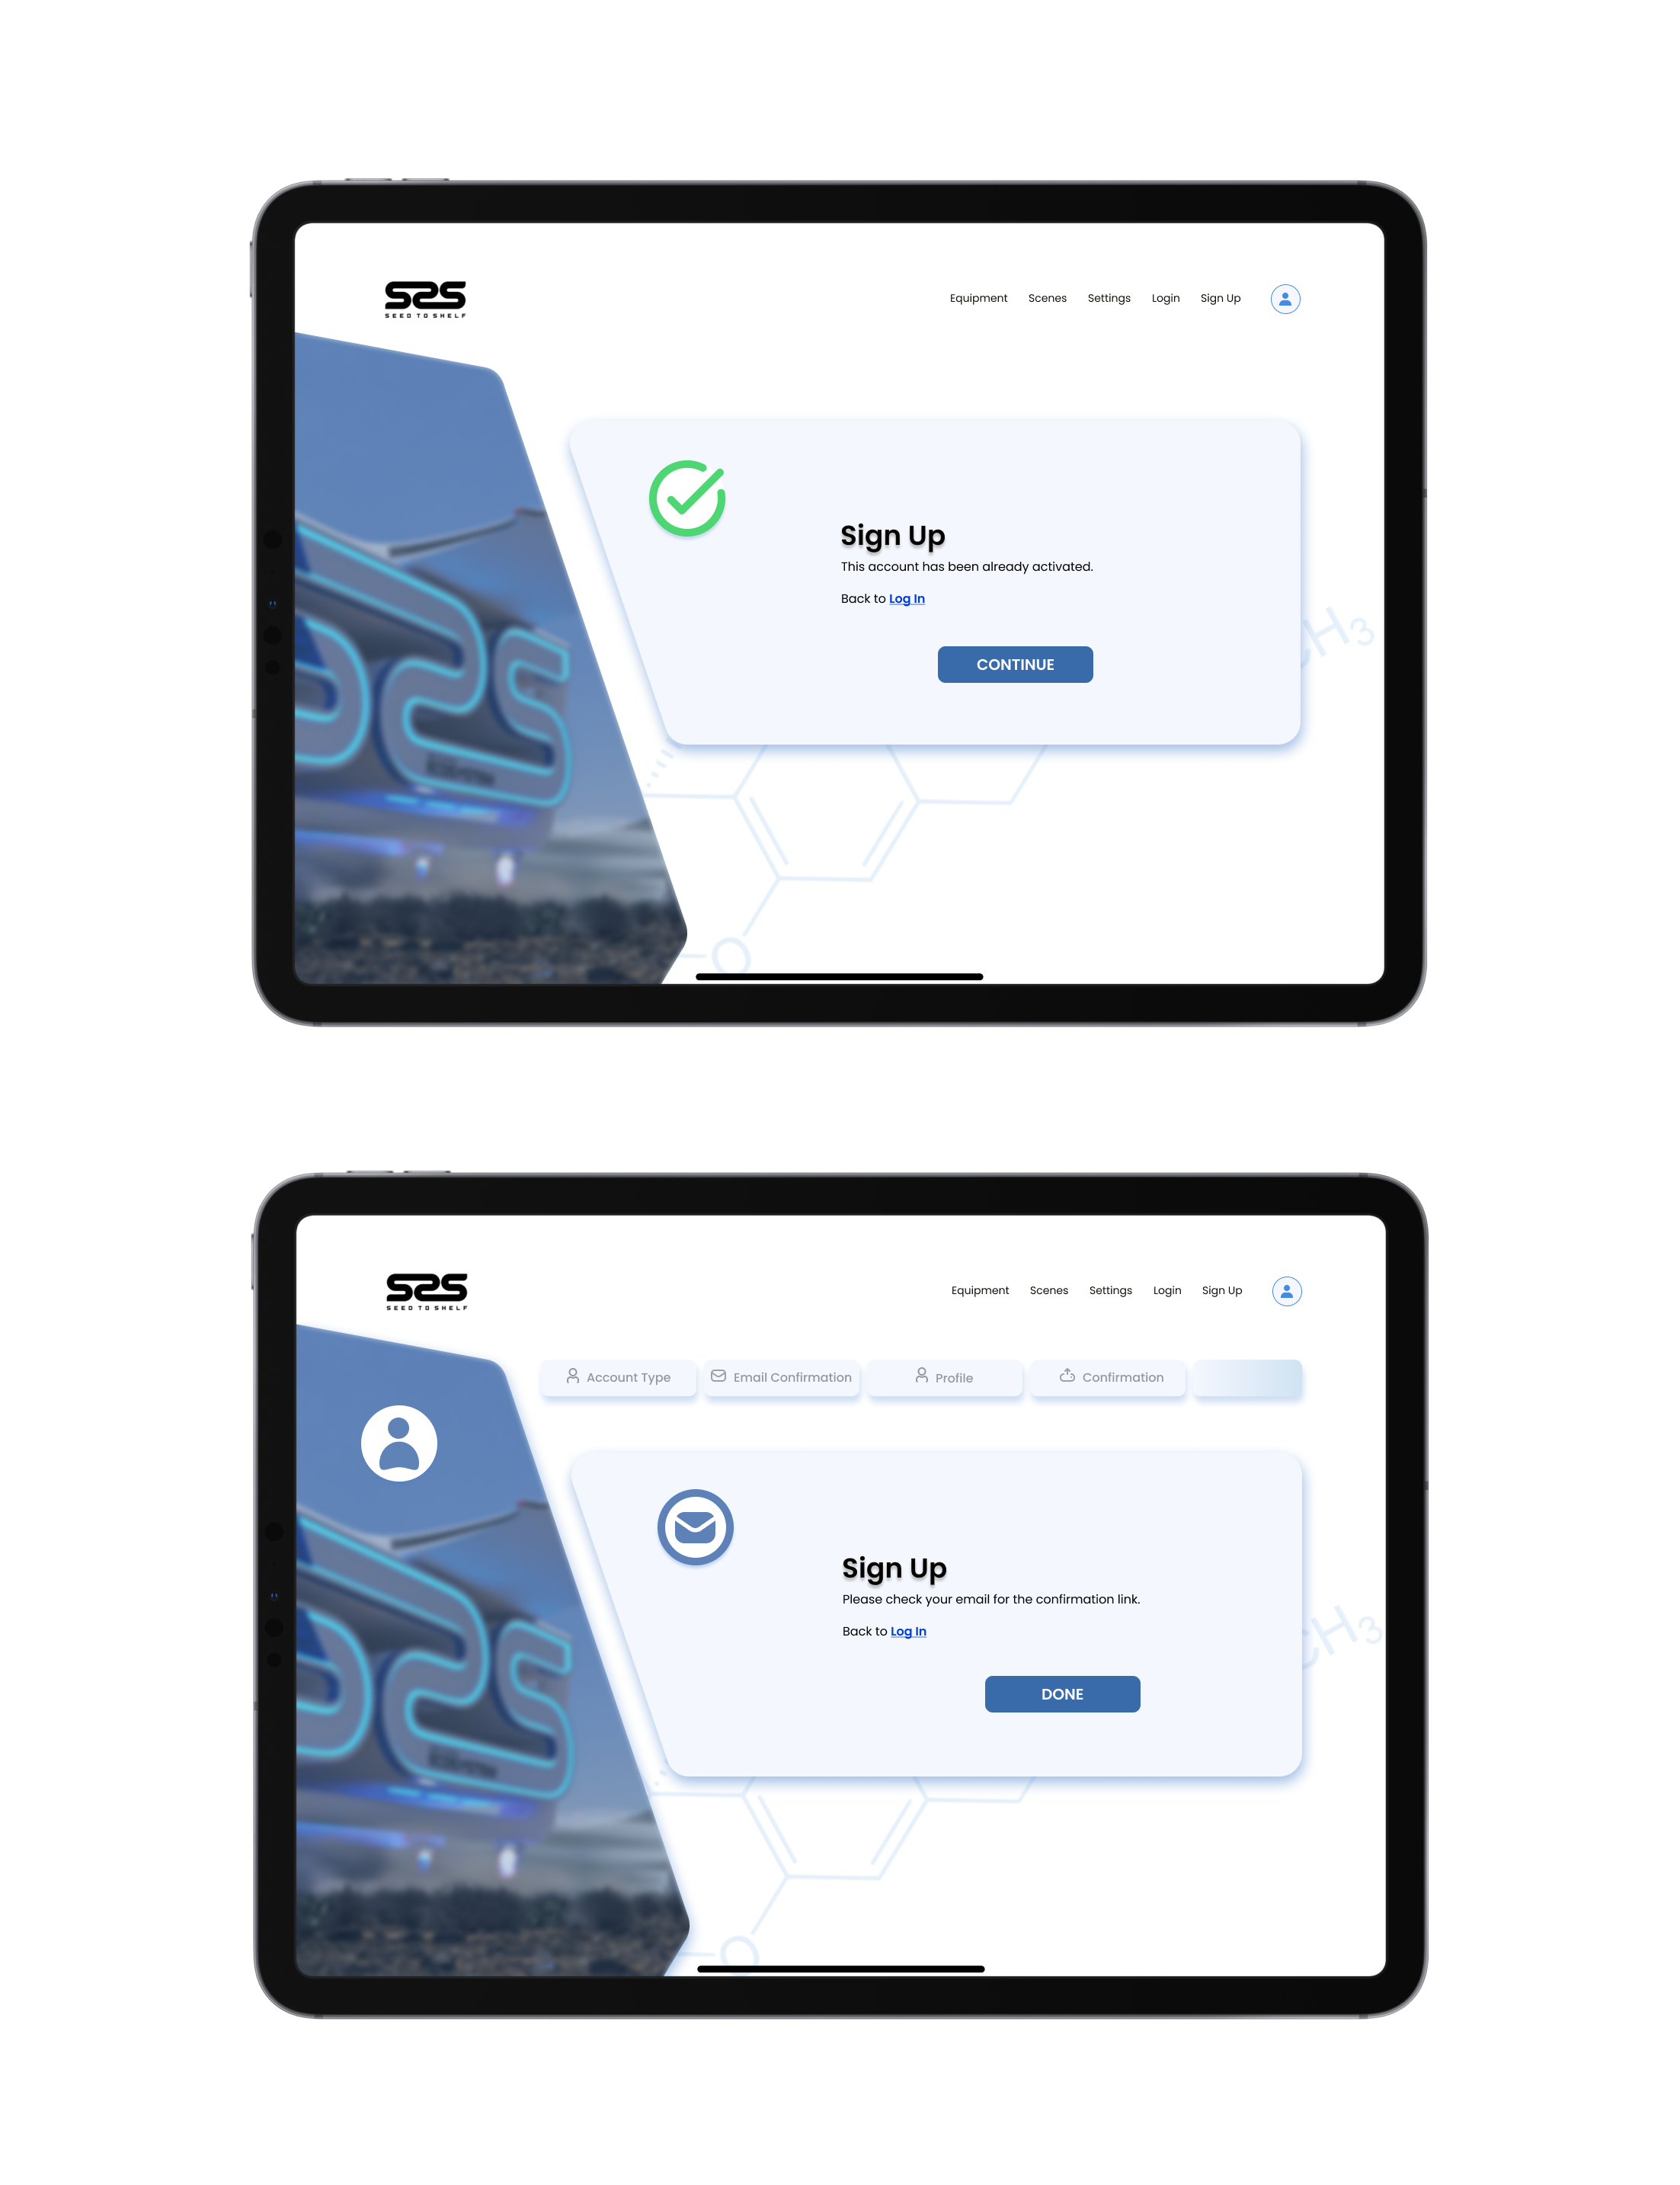 S2S
SEED TO SHELF
Equipment Scenes Settings Login Sign Up
Sign Up
This account has been already activated.
Back to Log In
CONTINUE
CH3
O
S2S
SEED TO SHELF
Equipment Scenes Settings Login Sign Up
Account Type Email Confirmation Profile Confirmation
Sign Up
Please check your email for the confirmation link.
Back to Log In
DONE
CH3
O